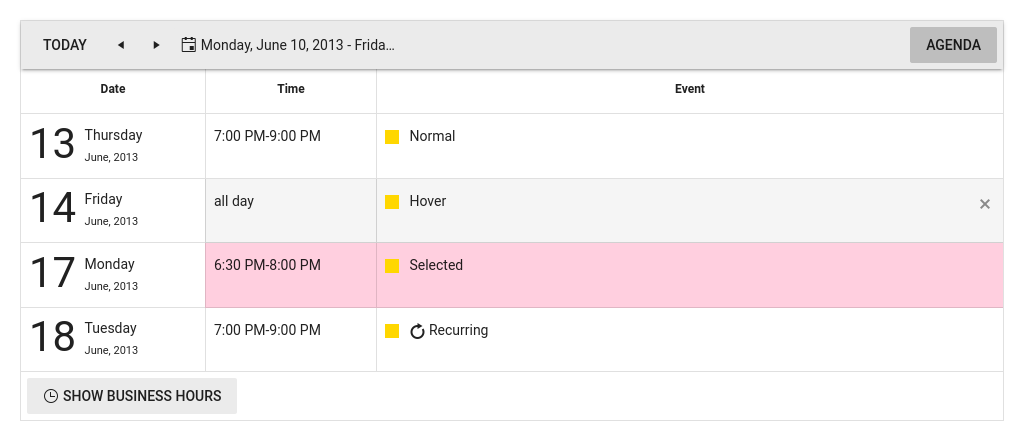 TODAY Monday, June 10, 2013 - Frida… AGENDA
Date Time Event
13 Thursday 7:00 PM-9:00 PM Normal
June, 2013
14 Friday all day Hover
June, 2013
17 Monday 6:30 PM-8:00 PM Selected
June, 2013
18 Tuesday 7:00 PM-9:00 PM Recurring
June, 2013
SHOW BUSINESS HOURS